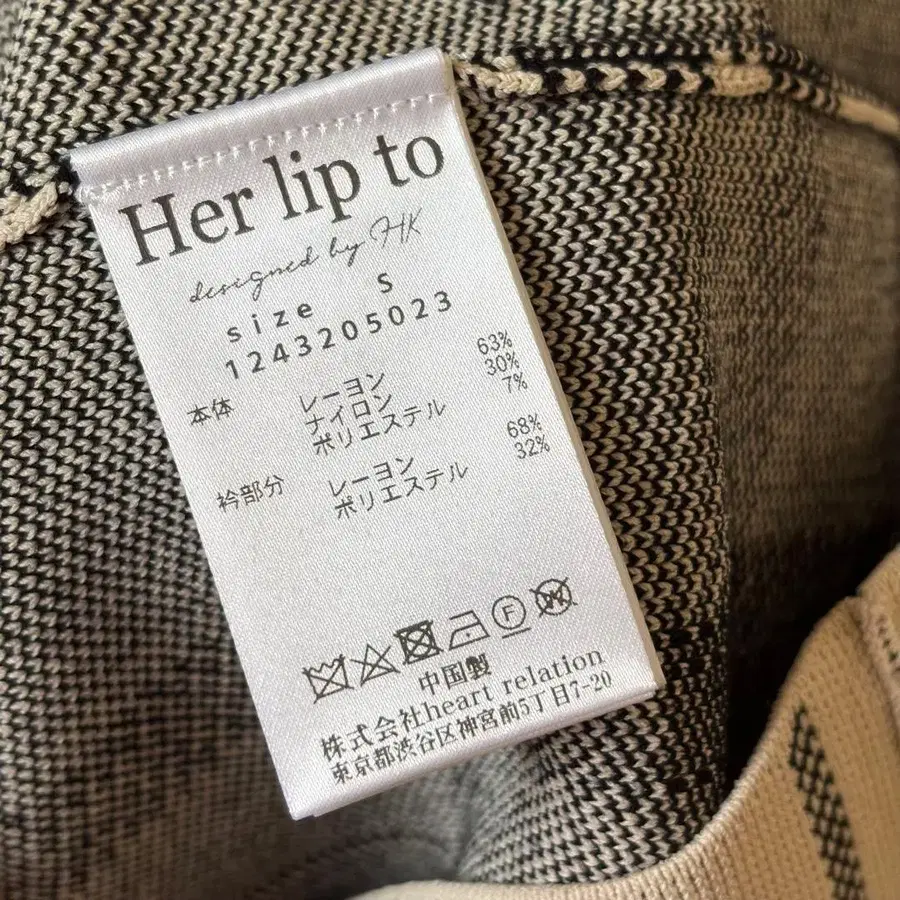 Her lip to
designed by HK
size S
1243205023
本体 レーヨン 63%
ナイロン 30%
ポリエステル 7%
衿部分 レーヨン 68%
ポリエステル 32%
F
W
中国製
株式会社heart relation
東京都渋谷区神宮前5丁目7-20